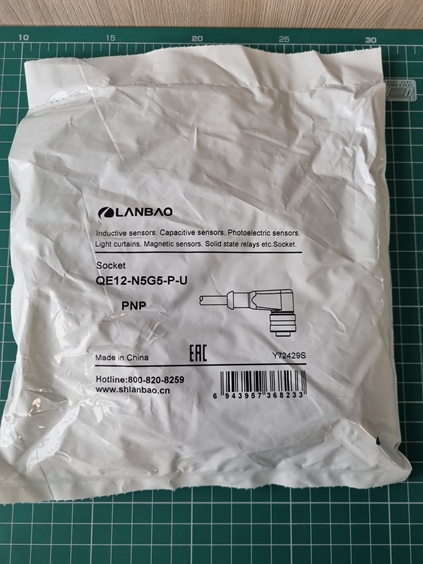 10 15 20 25 30
LANBAO
Inductive sensors. Capacitive sensors. Photoelectric sensors.
Light curtains. Magnetic sensors. Solid state relays etc.Socket.
Socket
QE12-N5G5-P-U
PNP
Made in China EAC Y72429S
Hotline:800-820-8259
www.shlanbao.cn
6 943957 368233